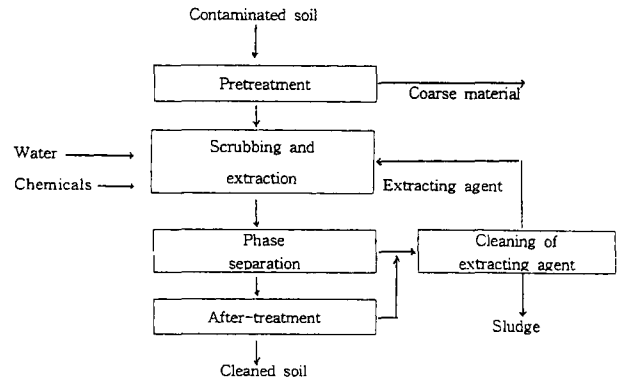 Contaminated soil
Pretreatment
Coarse material
Water
Chemicals
Scrubbing and
extraction
Extracting agent
Phase
separation
Cleaning of
extracting agent
After-treatment
Sludge
Cleaned soil